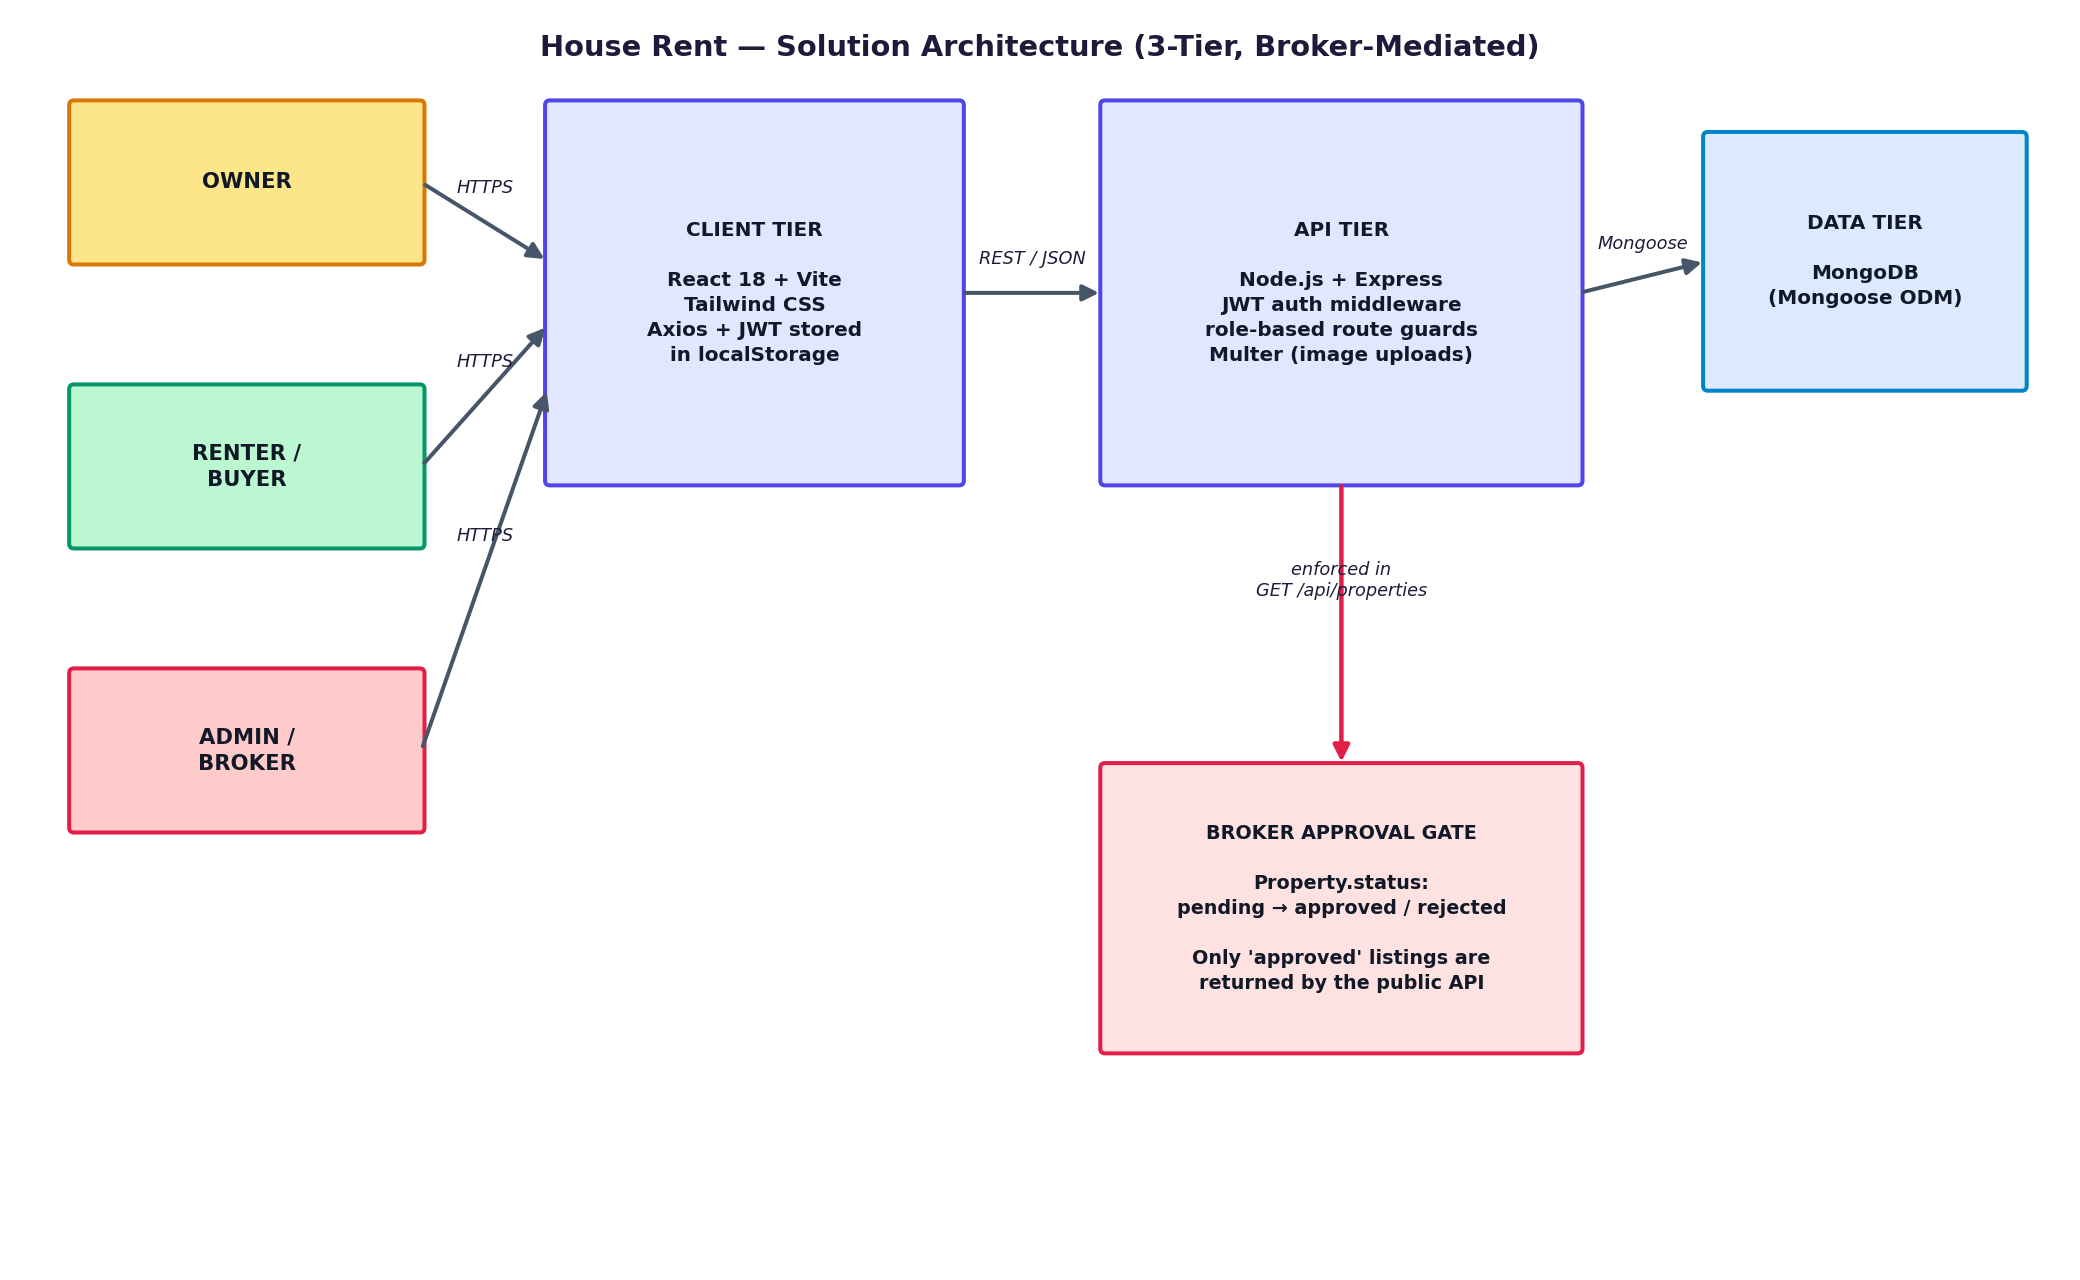 House Rent — Solution Architecture (3-Tier, Broker-Mediated)
OWNER
HTTPS
RENTER /
BUYER
HTTPS
ADMIN /
BROKER
HTTPS
CLIENT TIER
React 18 + Vite
Tailwind CSS
Axios + JWT stored
in localStorage
REST / JSON
API TIER
Node.js + Express
JWT auth middleware
role-based route guards
Multer (image uploads)
Mongoose
DATA TIER
MongoDB
(Mongoose ODM)
enforced in
GET /api/properties
BROKER APPROVAL GATE
Property.status:
pending → approved / rejected
Only 'approved' listings are
returned by the public API